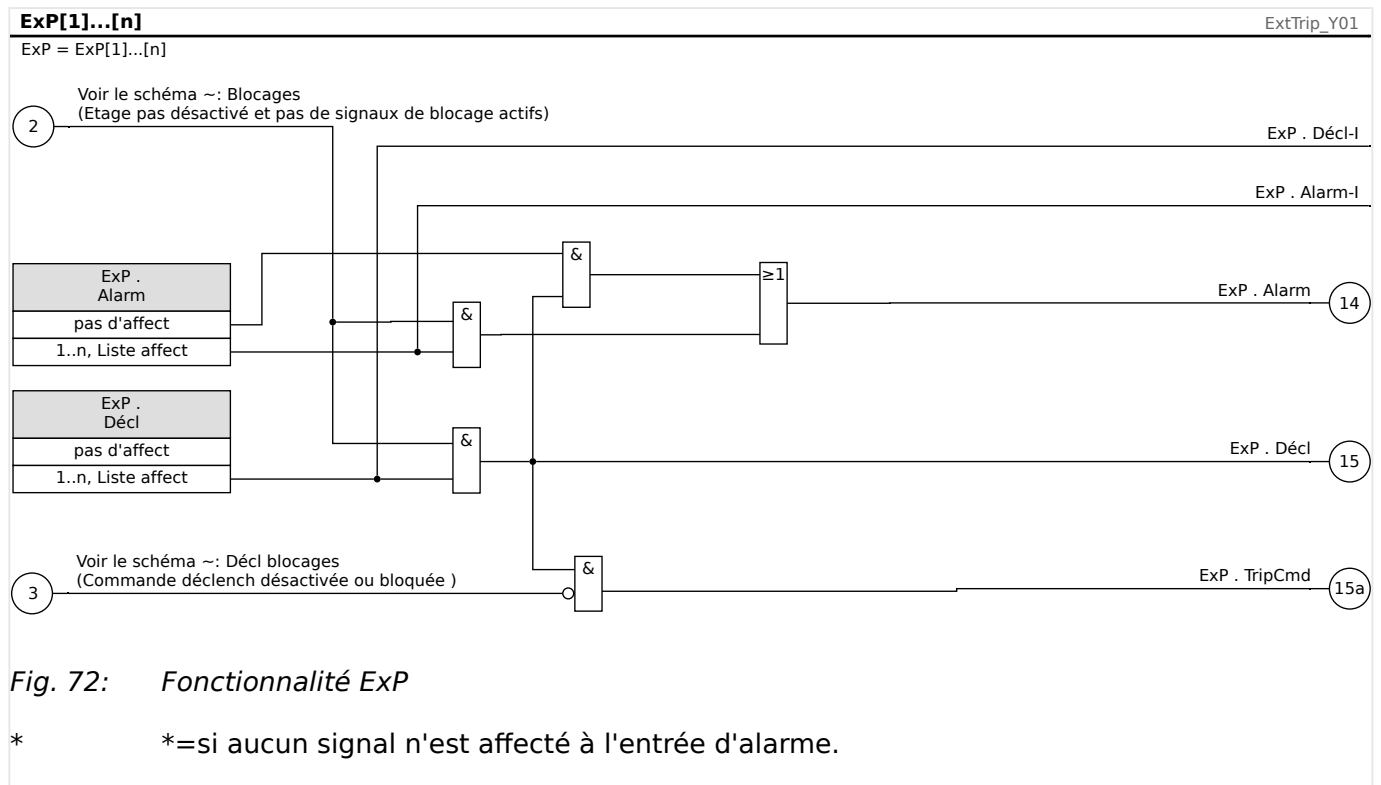 ExP[1]...[n]
ExtTrip_Y01
ExP = ExP[1]...[n]
Voir le schéma ~: Blocages
(Etage pas désactivé et pas de signaux de blocage actifs)
2
ExP . Décl-I
ExP . Alarm-I
&
ExP .
Alarm
≥1
ExP . Alarm
14
pas d'affect
&
1..n, Liste affect
ExP .
Décl
pas d'affect
&
ExP . Décl
15
1..n, Liste affect
Voir le schéma ~: Décl blocages
(Commande déclench désactivée ou bloquée )
3
&
ExP . TripCmd
15a
Fig. 72: Fonctionnalité ExP
* *=si aucun signal n'est affecté à l'entrée d'alarme.